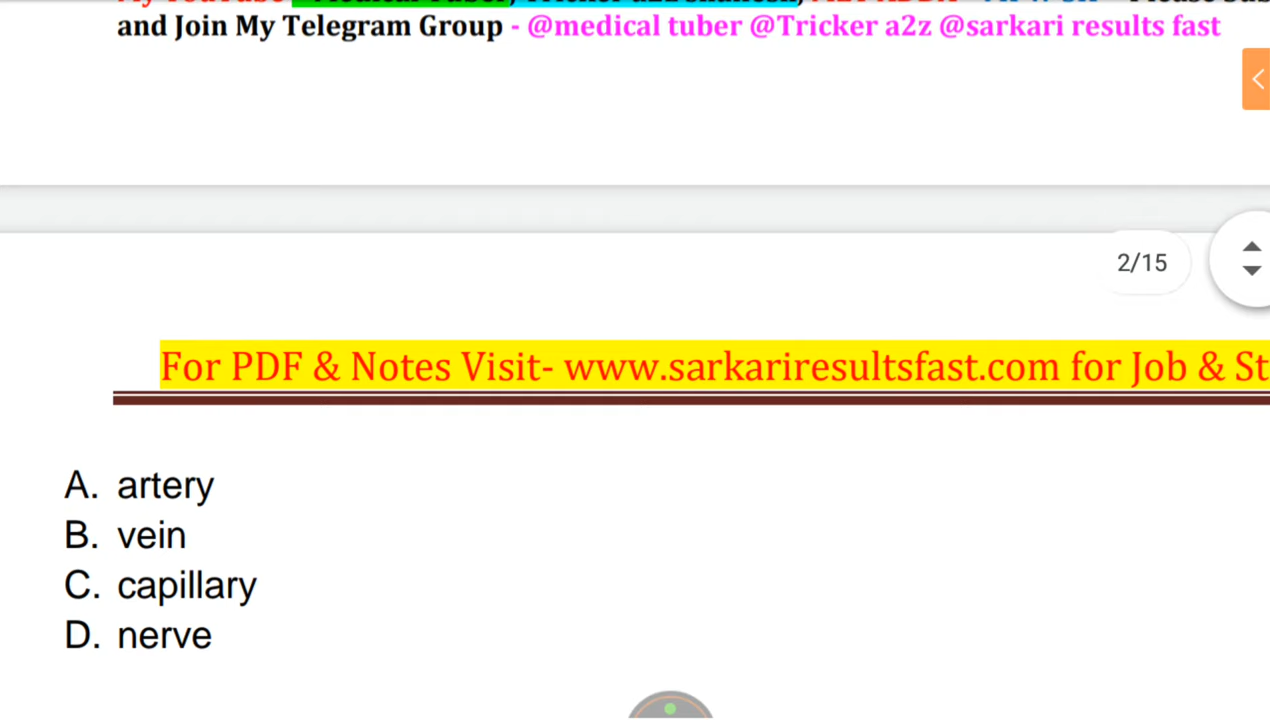 and Join My Telegram Group - @medical tuber @Tricker a2z @sarkari results fast
2/15
For PDF & Notes Visit- www.sarkariresultsfast.com for Job & St
A. artery
B. vein
C. capillary
D. nerve